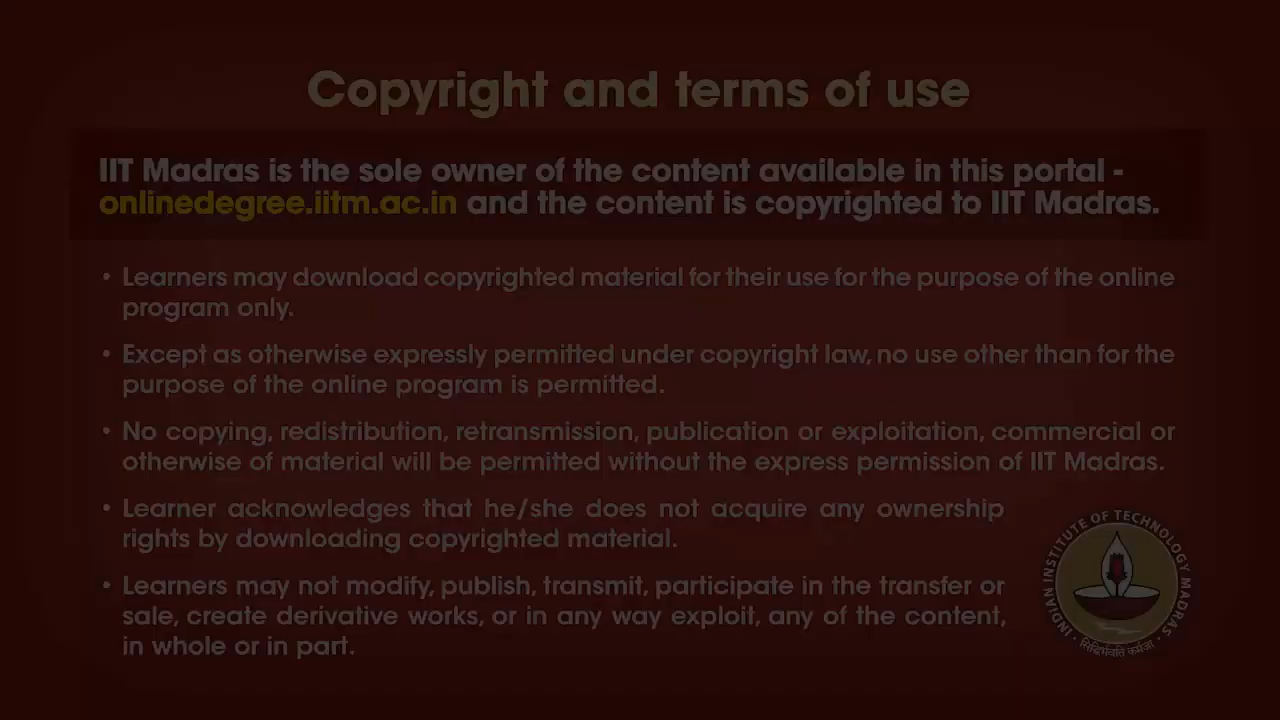 Copyright and terms of use
IIT Madras is the sole owner of the content available in this portal -
onlinedegree.iitm.ac.in and the content is copyrighted to IIT Madras.
• Learners may download copyrighted material for their use for the purpose of the online
program only.
• Except as otherwise expressly permitted under copyright law, no use other than for the
purpose of the online program is permitted.
• No copying, redistribution, retransmission, publication or exploitation, commercial or
otherwise of material will be permitted without the express permission of IIT Madras.
• Learner acknowledges that he/she does not acquire any ownership
rights by downloading copyrighted material.
• Learners may not modify, publish, transmit, participate in the transfer or
sale, create derivative works, or in any way exploit, any of the content,
in whole or in part.
INDIAN INSTITUTE OF TECHNOLOGY MADRAS
सिद्धिर्भवति कर्मजा